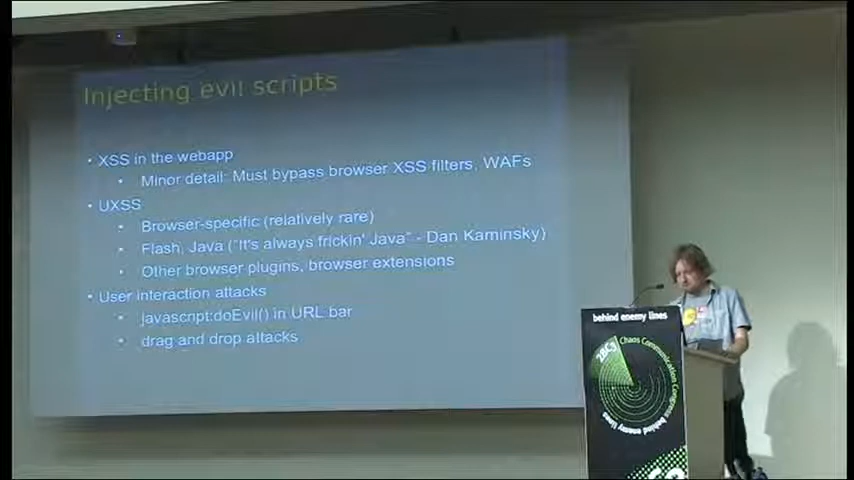 Injecting evil scripts
• XSS in the webapp
• Minor detail: Must bypass browser XSS filters, WAFs
• UXSS
• Browser-specific (relatively rare)
• Flash, Java ("It's always frickin' Java" - Dan Kaminsky)
• Other browser plugins, browser extensions
• User interaction attacks
• javascript:doEvil() in URL bar
• drag and drop attacks
behind enemy lines
28C3
Chaos Communication Congress
behind enemy lines